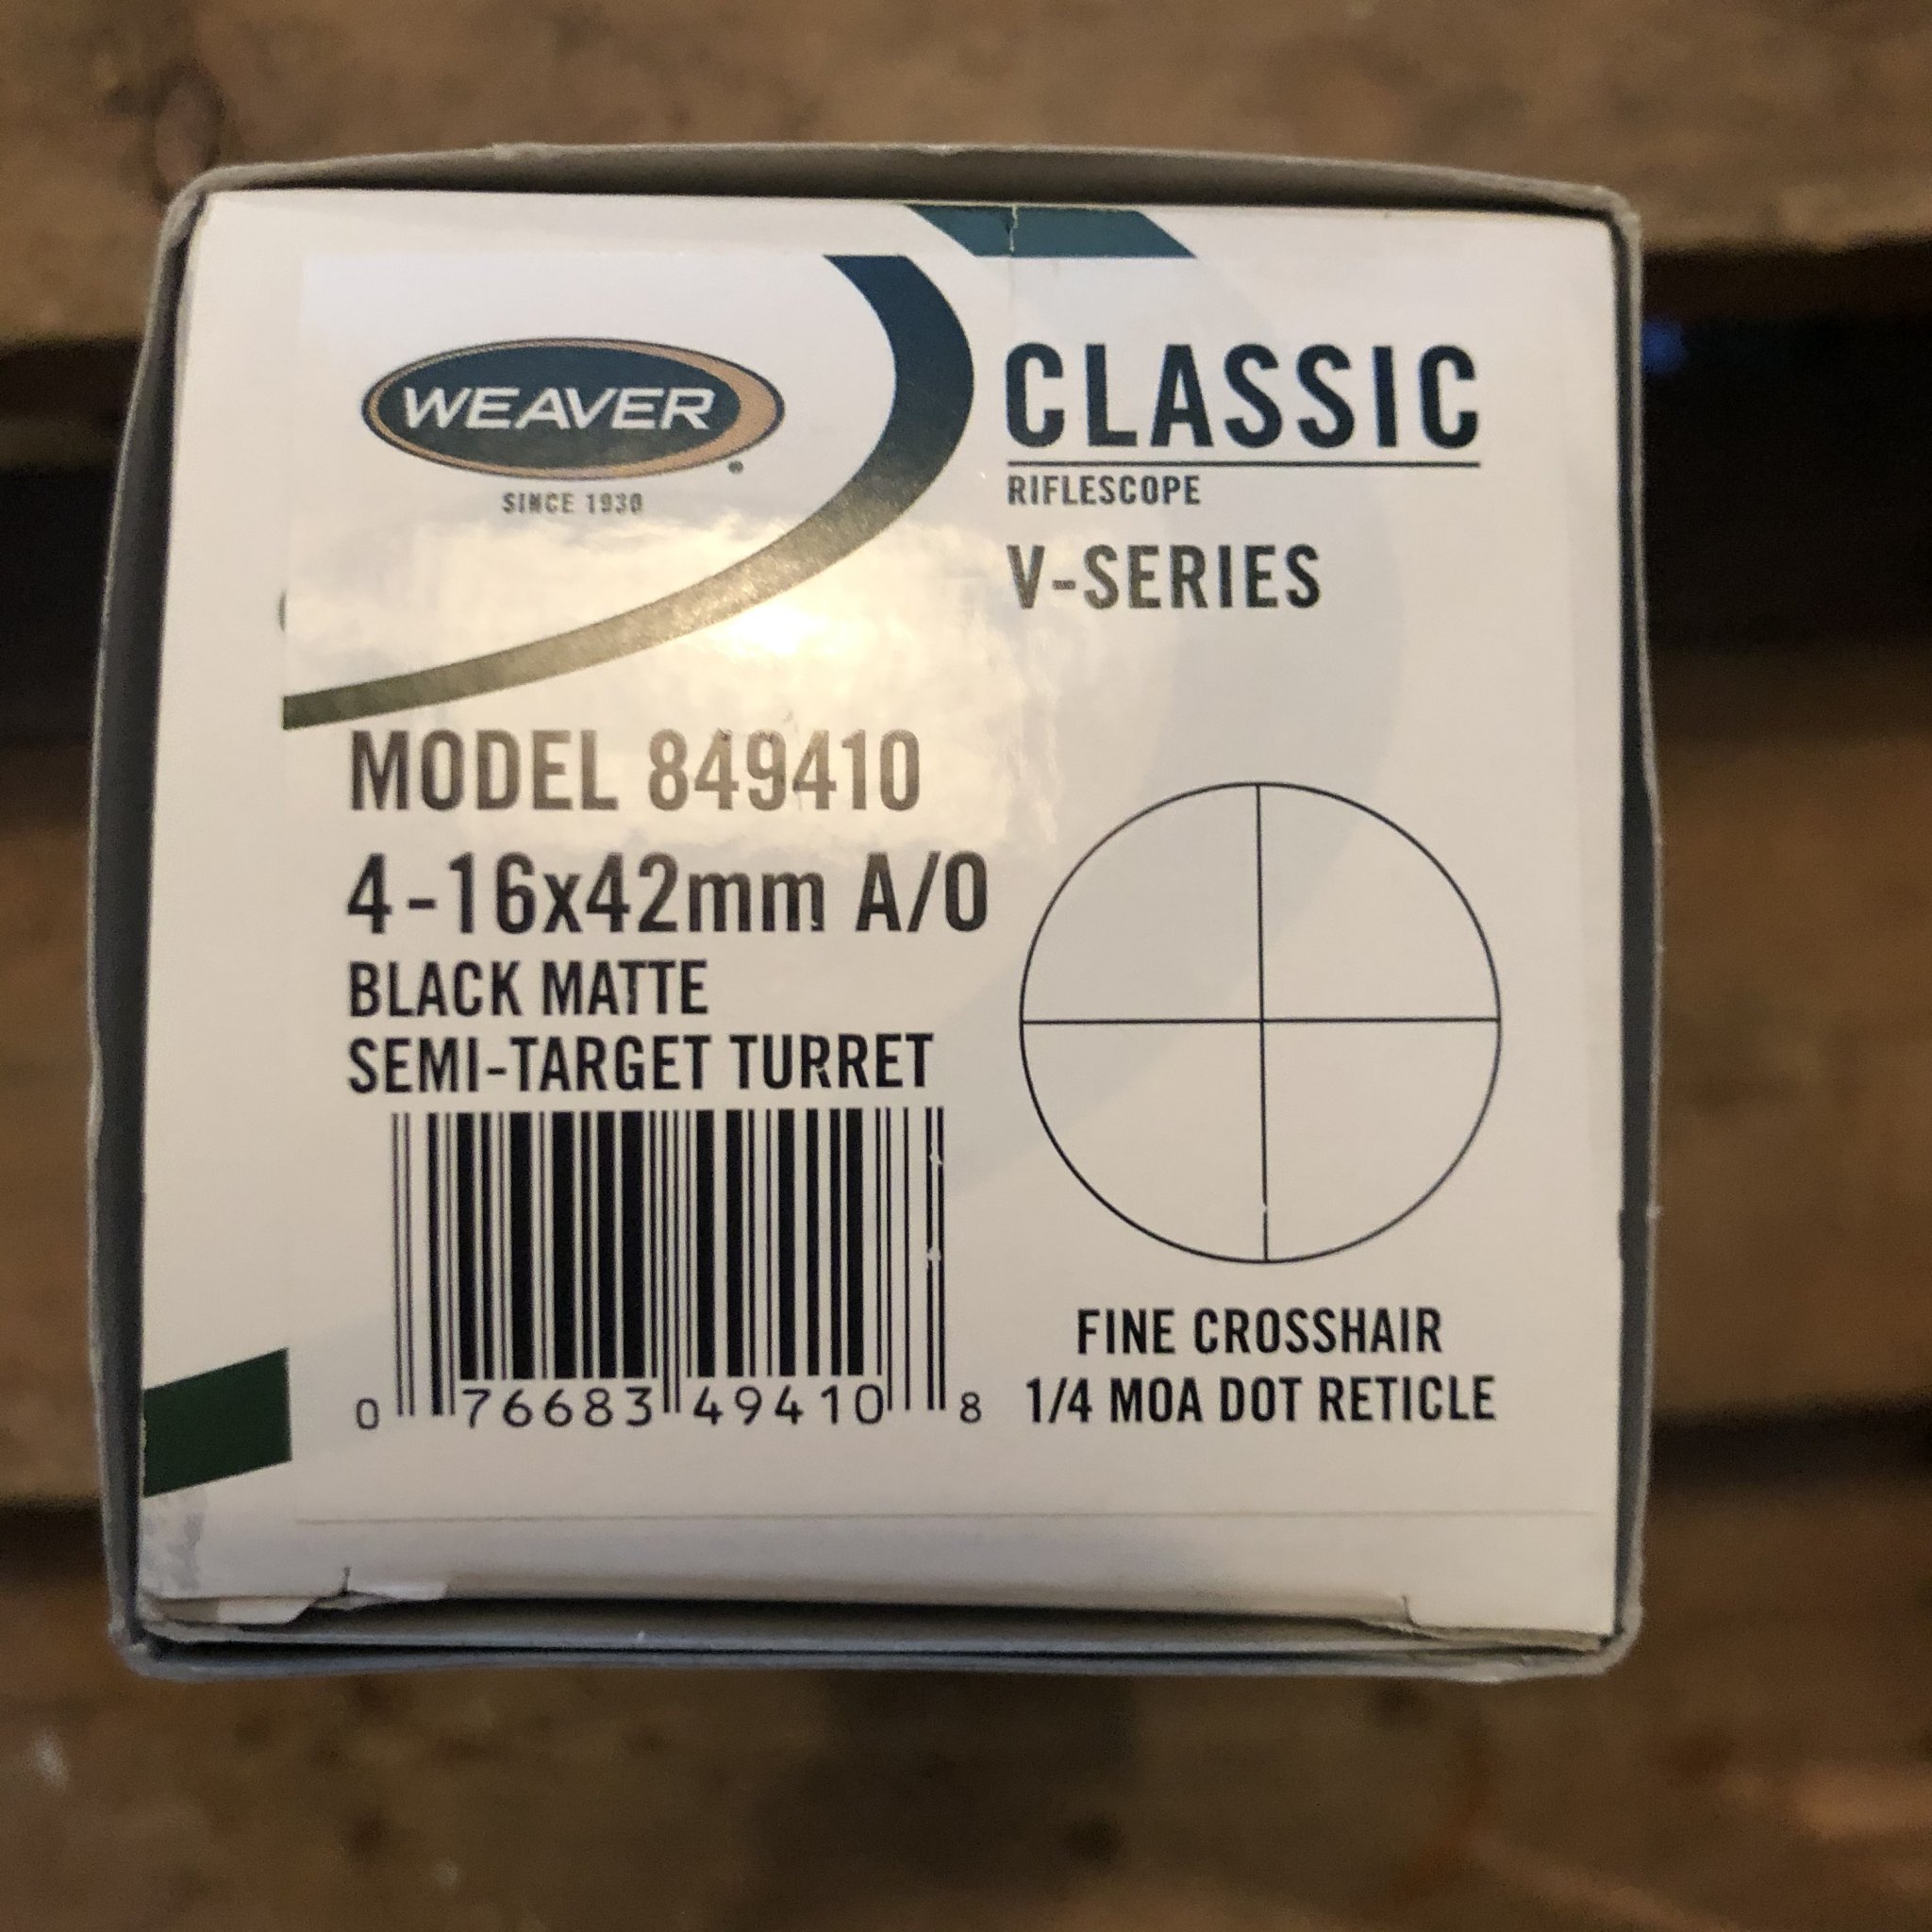 WEAVER
SINCE 1930
CLASSIC
RIFLESCOPE
V-SERIES
MODEL 849410
4-16x42mm A/O
BLACK MATTE
SEMI-TARGET TURRET
0 76683 49410 8
FINE CROSSHAIR
1/4 MOA DOT RETICLE